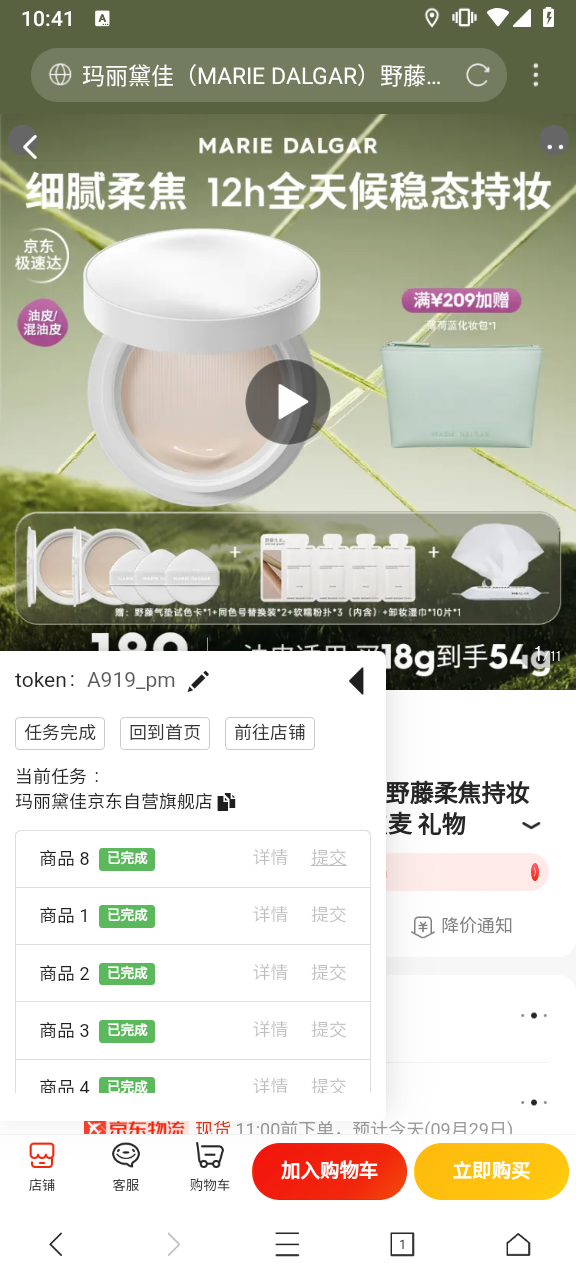 10:41
A
玛丽黛佳（MARIE DALGAR）野藤...
MARIE DALGAR
细腻柔焦 12h全天候稳态持妆
京东
极速达
油皮/
混油皮
满¥209加赠
薄荷蓝化妆包*1
+
+
赠：野藤气垫试色卡*1+同色号替换装*2+软糯粉扑*3（内含）+卸妆湿巾*10片*1
18g到手54g
1/11
token： A919_pm
任务完成
回到首页
前往店铺
当前任务：
玛丽黛佳京东自营旗舰店
野藤柔焦持妆
麦 礼物
商品 8 已完成 详情 提交
降价通知
商品 1 已完成 详情 提交
商品 2 已完成 详情 提交
商品 3 已完成 详情 提交
商品 4 已完成 详情 提交
京东物流 现货 11:00前下单，预计今天(09月29日)
店铺
客服
购物车
加入购物车
立即购买
1